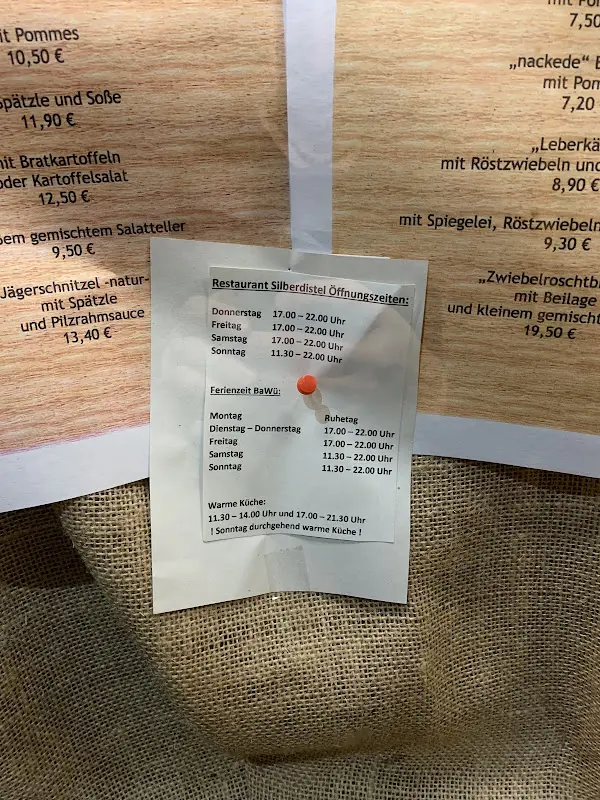 it Pommes
10,50 €
Spätzle und Soße
11,90 €
mit Bratkartoffeln
oder Kartoffelsalat
12,50 €
gemischtem Salatteller
9,50 €
Jägerschnitzel -natur-
mit Spätzle
und Pilzrahmsauce
13,40 €
7,50
„nackede“
mit Pom
7,20
„Leberkä
mit Röstzwiebeln und
8,90 €
mit Spiegelei, Röstzwiebeln
9,30 €
„Zwiebelroschtb
mit Beilage
und kleinem gemischt
19,50 €
Restaurant Silberdistel Öffnungszeiten:
Donnerstag 17.00 – 22.00 Uhr
Freitag 17.00 – 22.00 Uhr
Samstag 17.00 – 22.00 Uhr
Sonntag 11.30 – 22.00 Uhr
Ferienzeit BaWü:
Montag Ruhetag
Dienstag – Donnerstag 17.00 – 22.00 Uhr
Freitag 17.00 – 22.00 Uhr
Samstag 11.30 – 22.00 Uhr
Sonntag 11.30 – 22.00 Uhr
Warme Küche:
11.30 – 14.00 Uhr und 17.00 – 21.30 Uhr
! Sonntag durchgehend warme Küche !